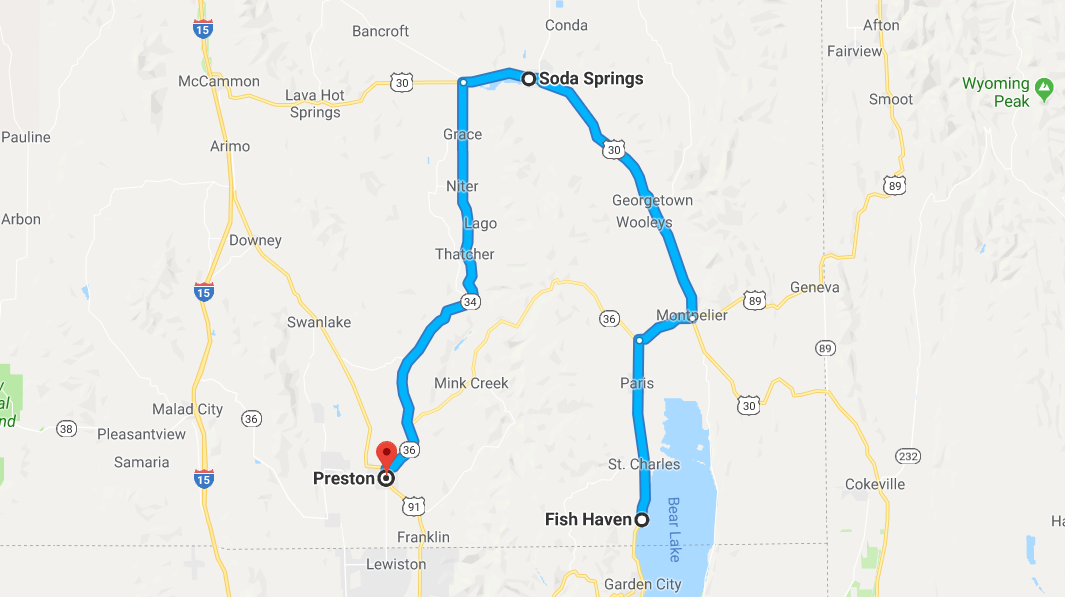 15
Bancroft
Conda
Afton
Fairview
McCammon
30
Soda Springs
Wyoming
Peak
Lava Hot
Springs
Smoot
Pauline
Grace
Arimo
30
89
Niter
Georgetown
Arbon
Lago
Wooleys
Downey
Thatcher
15
34
89
Geneva
Swanlake
36
Montpelier
89
Mink Creek
Paris
al
nd
Malad City
36
30
38
Pleasantview
36
232
Samaria
St. Charles
15
Preston
Cokeville
91
Fish Haven
Bear Lake
Ha
Franklin
Lewiston
Garden City